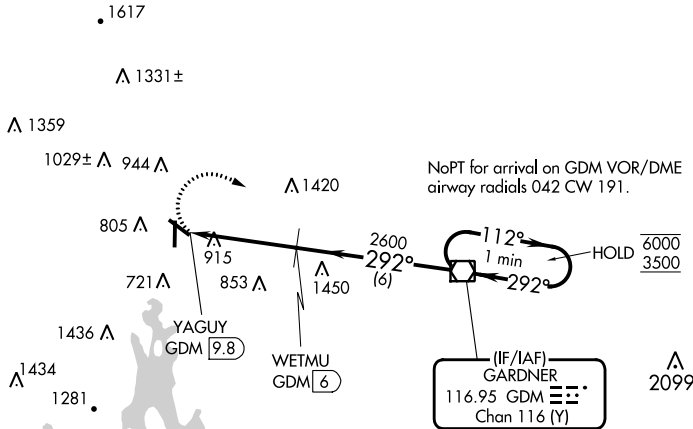 1617
1331±
1359
1029± 944
NoPT for arrival on GDM VOR/DME
airway radials 042 CW 191.
1420
805
915
2600
292°
(6)
112°
1 min
292°
HOLD
6000
3500
721
853
1450
YAGUY
GDM 9.8
WETMU
GDM 6
1436
1434
1281
(IF/IAF)
GARDNER
116.95 GDM
Chan 116 (Y)
2099